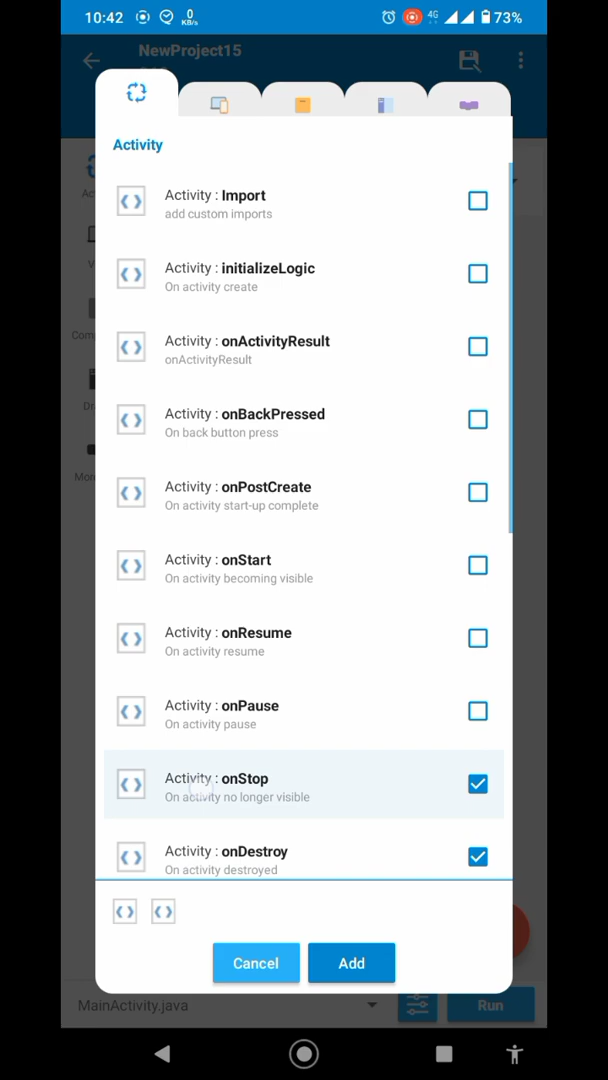 10:42 0 KB/s 4G 73%
NewProject15
Activity
Activity : Import
add custom imports
Activity : initializeLogic
On activity create
Activity : onActivityResult
onActivityResult
Activity : onBackPressed
On back button press
Activity : onPostCreate
On activity start-up complete
Activity : onStart
On activity becoming visible
Activity : onResume
On activity resume
Activity : onPause
On activity pause
Activity : onStop
On activity no longer visible
Activity : onDestroy
On activity destroyed
Cancel Add
MainActivity.java Run